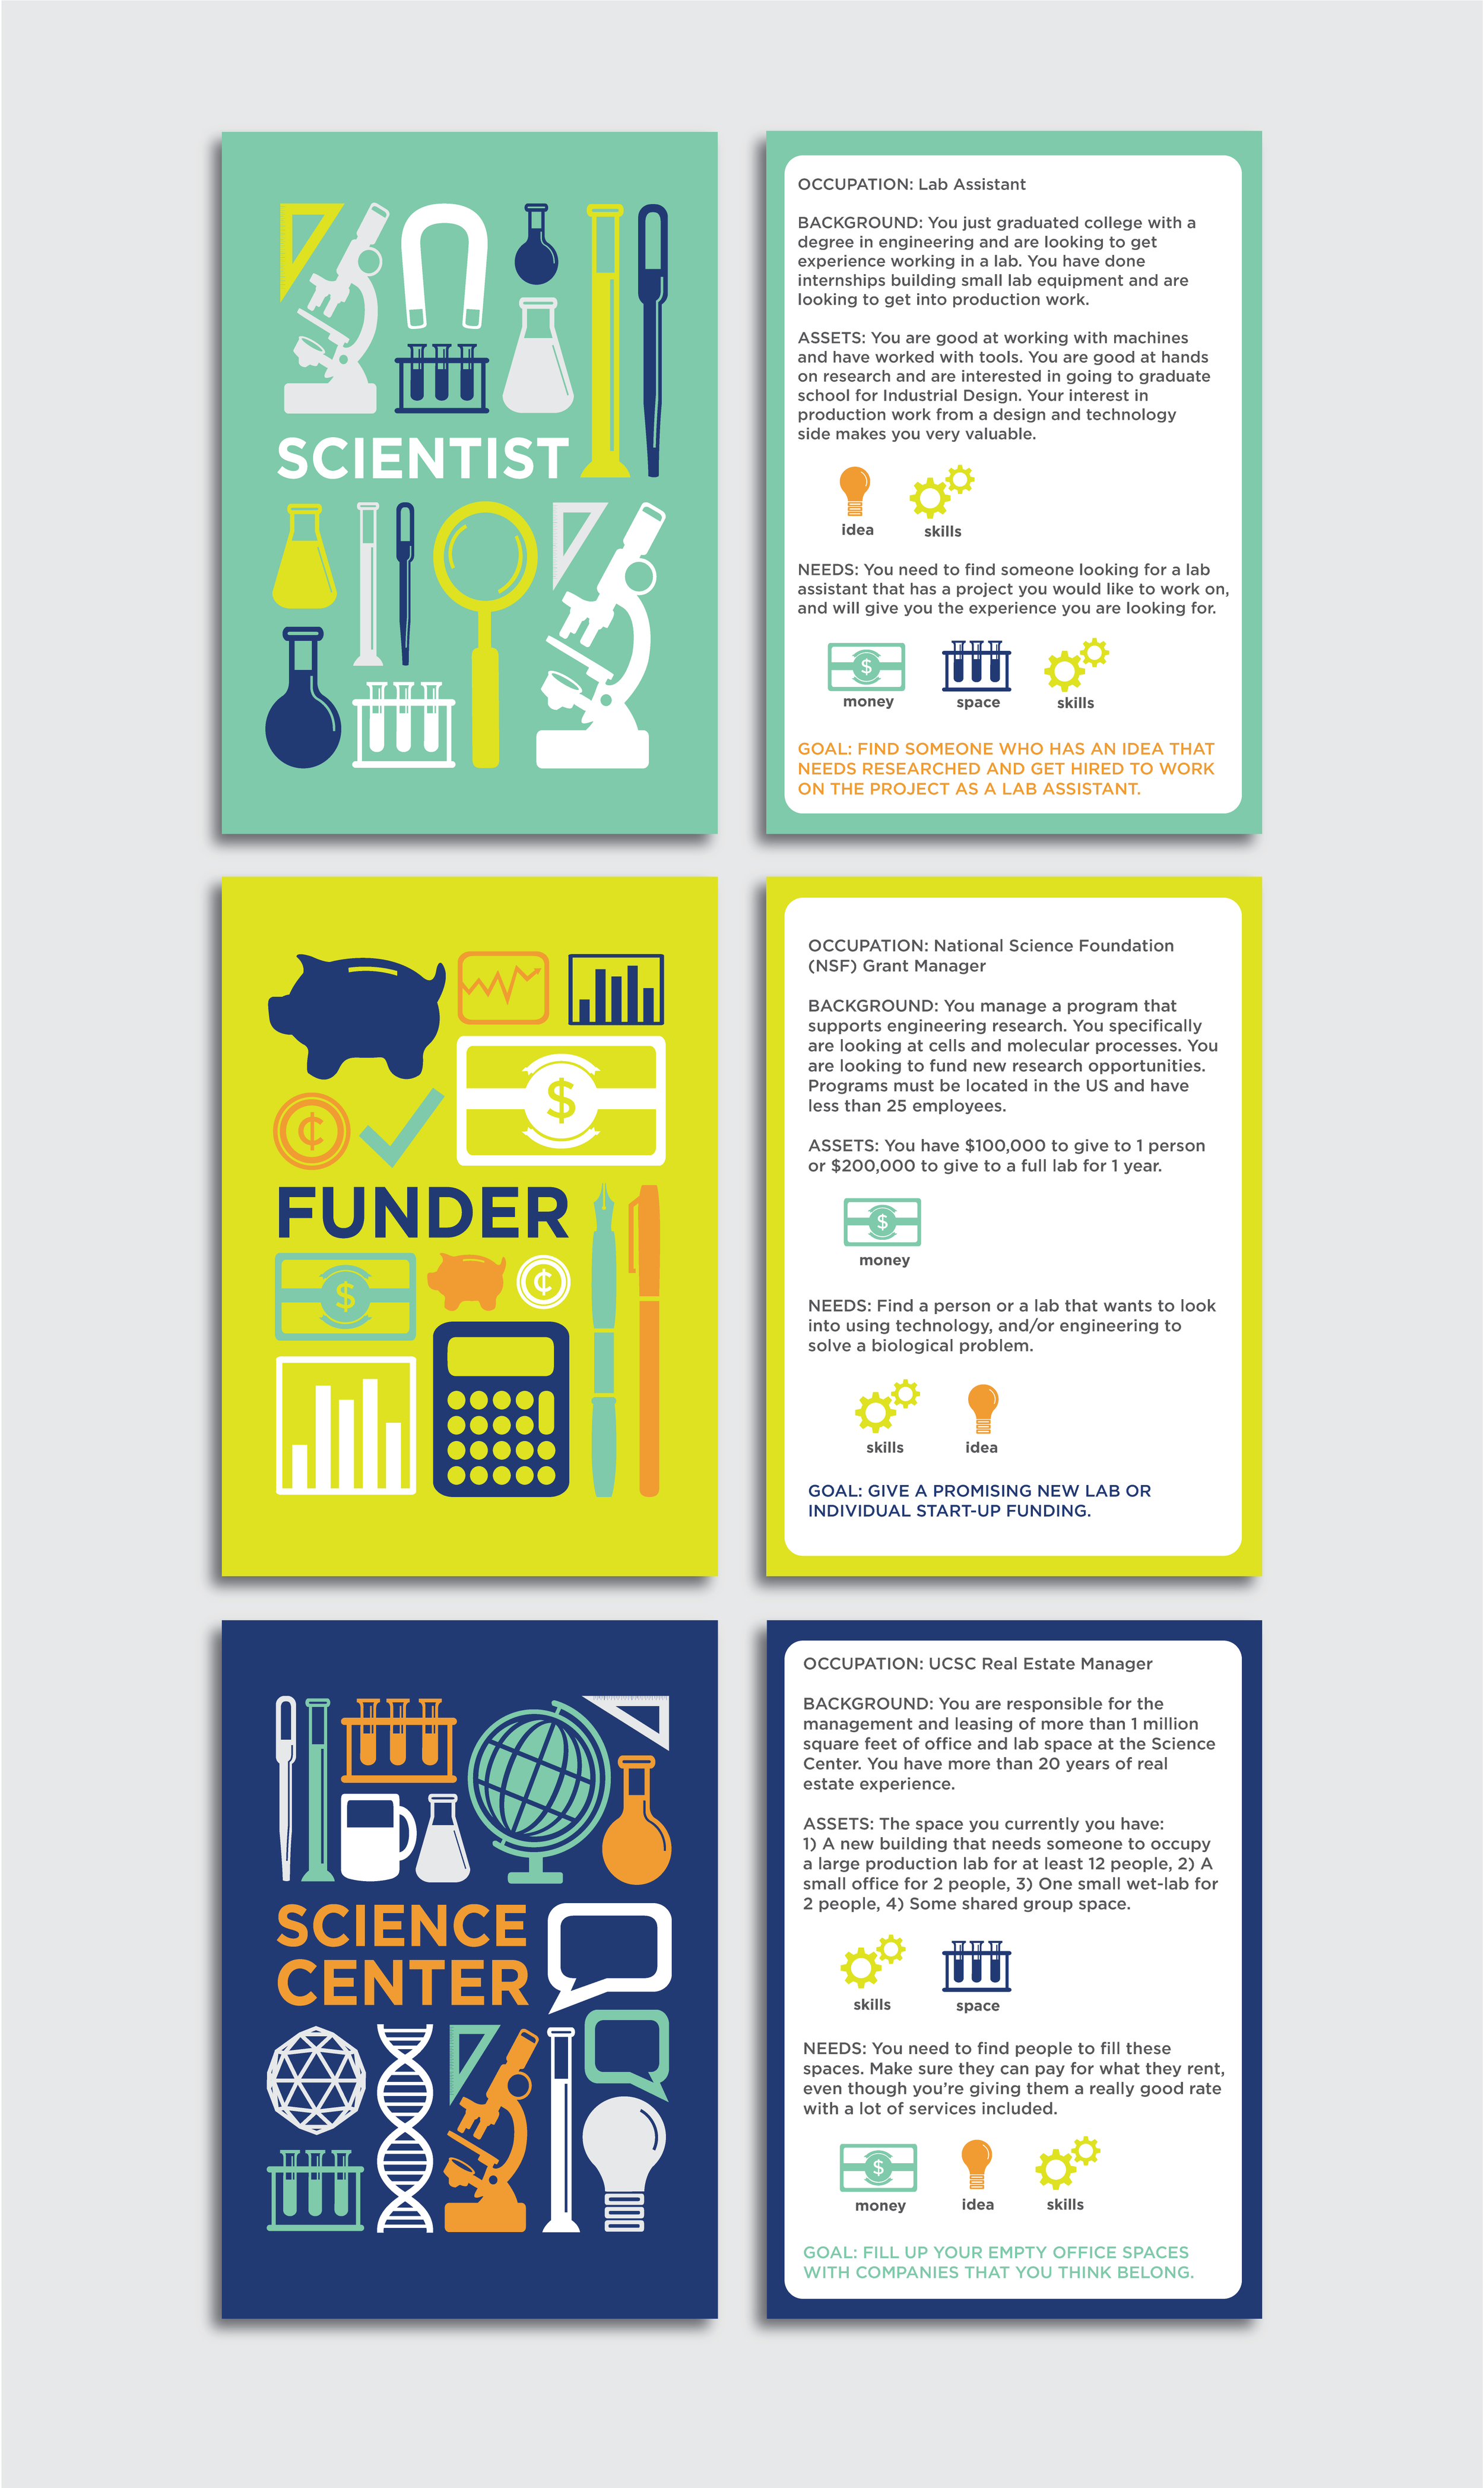 SCIENTIST
OCCUPATION: Lab Assistant
BACKGROUND: You just graduated college with a
degree in engineering and are looking to get
experience working in a lab. You have done
internships building small lab equipment and are
looking to get into production work.
ASSETS: You are good at working with machines
and have worked with tools. You are good at hands
on research and are interested in going to graduate
school for Industrial Design. Your interest in
production work from a design and technology
side makes you very valuable.
idea skills
NEEDS: You need to find someone looking for a lab
assistant that has a project you would like to work on,
and will give you the experience you are looking for.
$
money space skills
GOAL: FIND SOMEONE WHO HAS AN IDEA THAT
NEEDS RESEARCHED AND GET HIRED TO WORK
ON THE PROJECT AS A LAB ASSISTANT.
$
¢
FUNDER
$ ¢
OCCUPATION: National Science Foundation
(NSF) Grant Manager
BACKGROUND: You manage a program that
supports engineering research. You specifically
are looking at cells and molecular processes. You
are looking to fund new research opportunities.
Programs must be located in the US and have
less than 25 employees.
ASSETS: You have $100,000 to give to 1 person
or $200,000 to give to a full lab for 1 year.
$
money
NEEDS: Find a person or a lab that wants to look
into using technology, and/or engineering to
solve a biological problem.
skills idea
GOAL: GIVE A PROMISING NEW LAB OR
INDIVIDUAL START-UP FUNDING.
SCIENCE
CENTER
OCCUPATION: UCSC Real Estate Manager
BACKGROUND: You are responsible for the
management and leasing of more than 1 million
square feet of office and lab space at the Science
Center. You have more than 20 years of real
estate experience.
ASSETS: The space you currently you have:
1) A new building that needs someone to occupy
a large production lab for at least 12 people, 2) A
small office for 2 people, 3) One small wet-lab for
2 people, 4) Some shared group space.
skills space
NEEDS: You need to find people to fill these
spaces. Make sure they can pay for what they rent,
even though you're giving them a really good rate
with a lot of services included.
$
money idea skills
GOAL: FILL UP YOUR EMPTY OFFICE SPACES
WITH COMPANIES THAT YOU THINK BELONG.